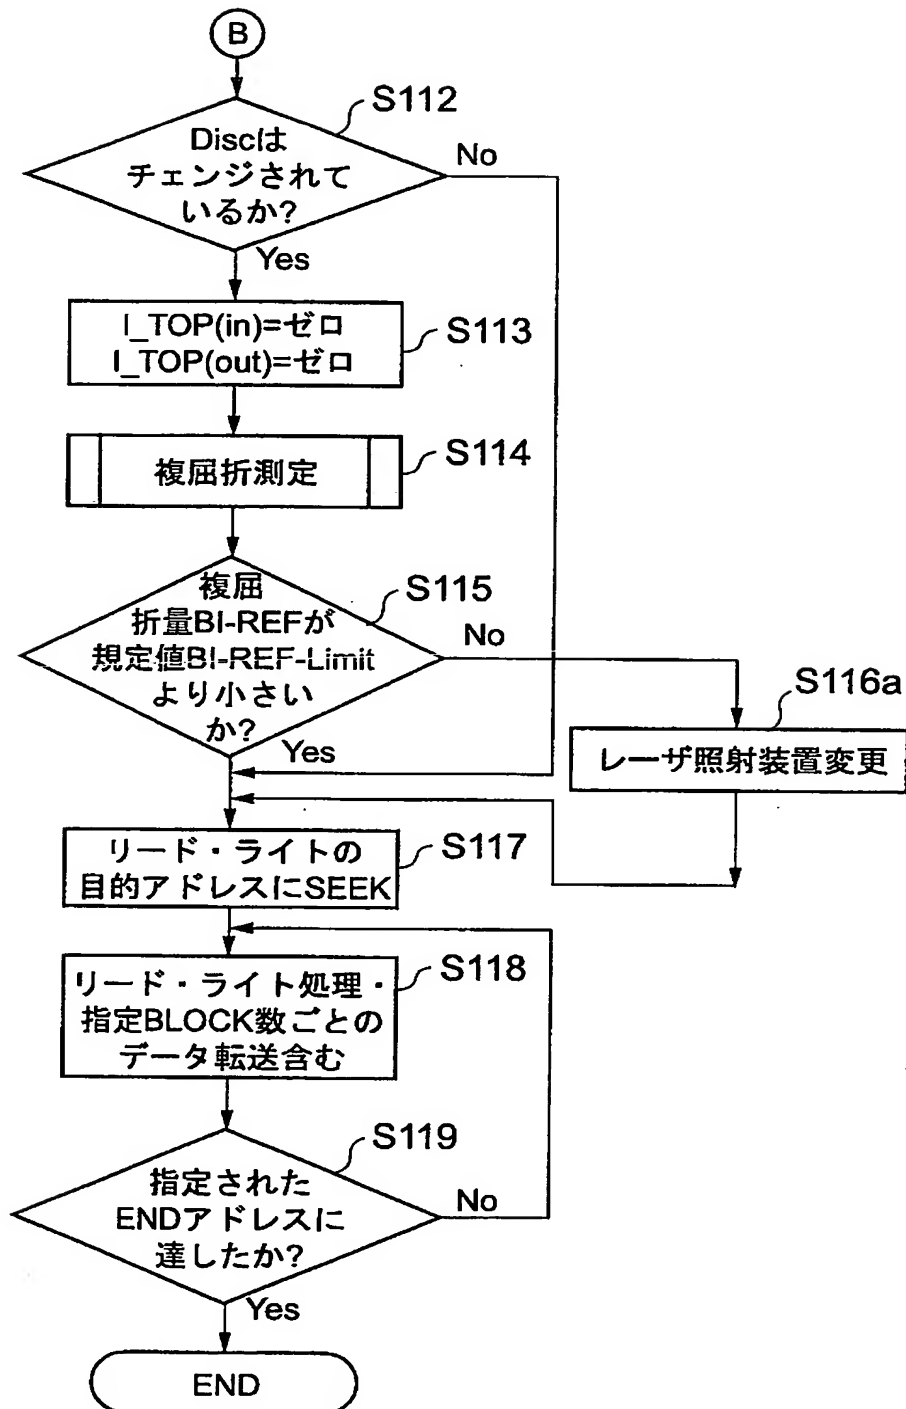 B
S112
Discは
チェンジされて
いるか?
No
Yes
I_TOP(in)=ゼロ
I_TOP(out)=ゼロ
S113
複屈折測定
S114
複屈
折量BI-REFが
規定値BI-REF-Limit
より小さい
か?
S115
No
Yes
S116a
レーザ照射装置変更
リード・ライトの
目的アドレスにSEEK
S117
リード・ライト処理・
指定BLOCK数ごとの
データ転送含む
S118
S119
指定された
ENDアドレスに
達したか?
No
Yes
END